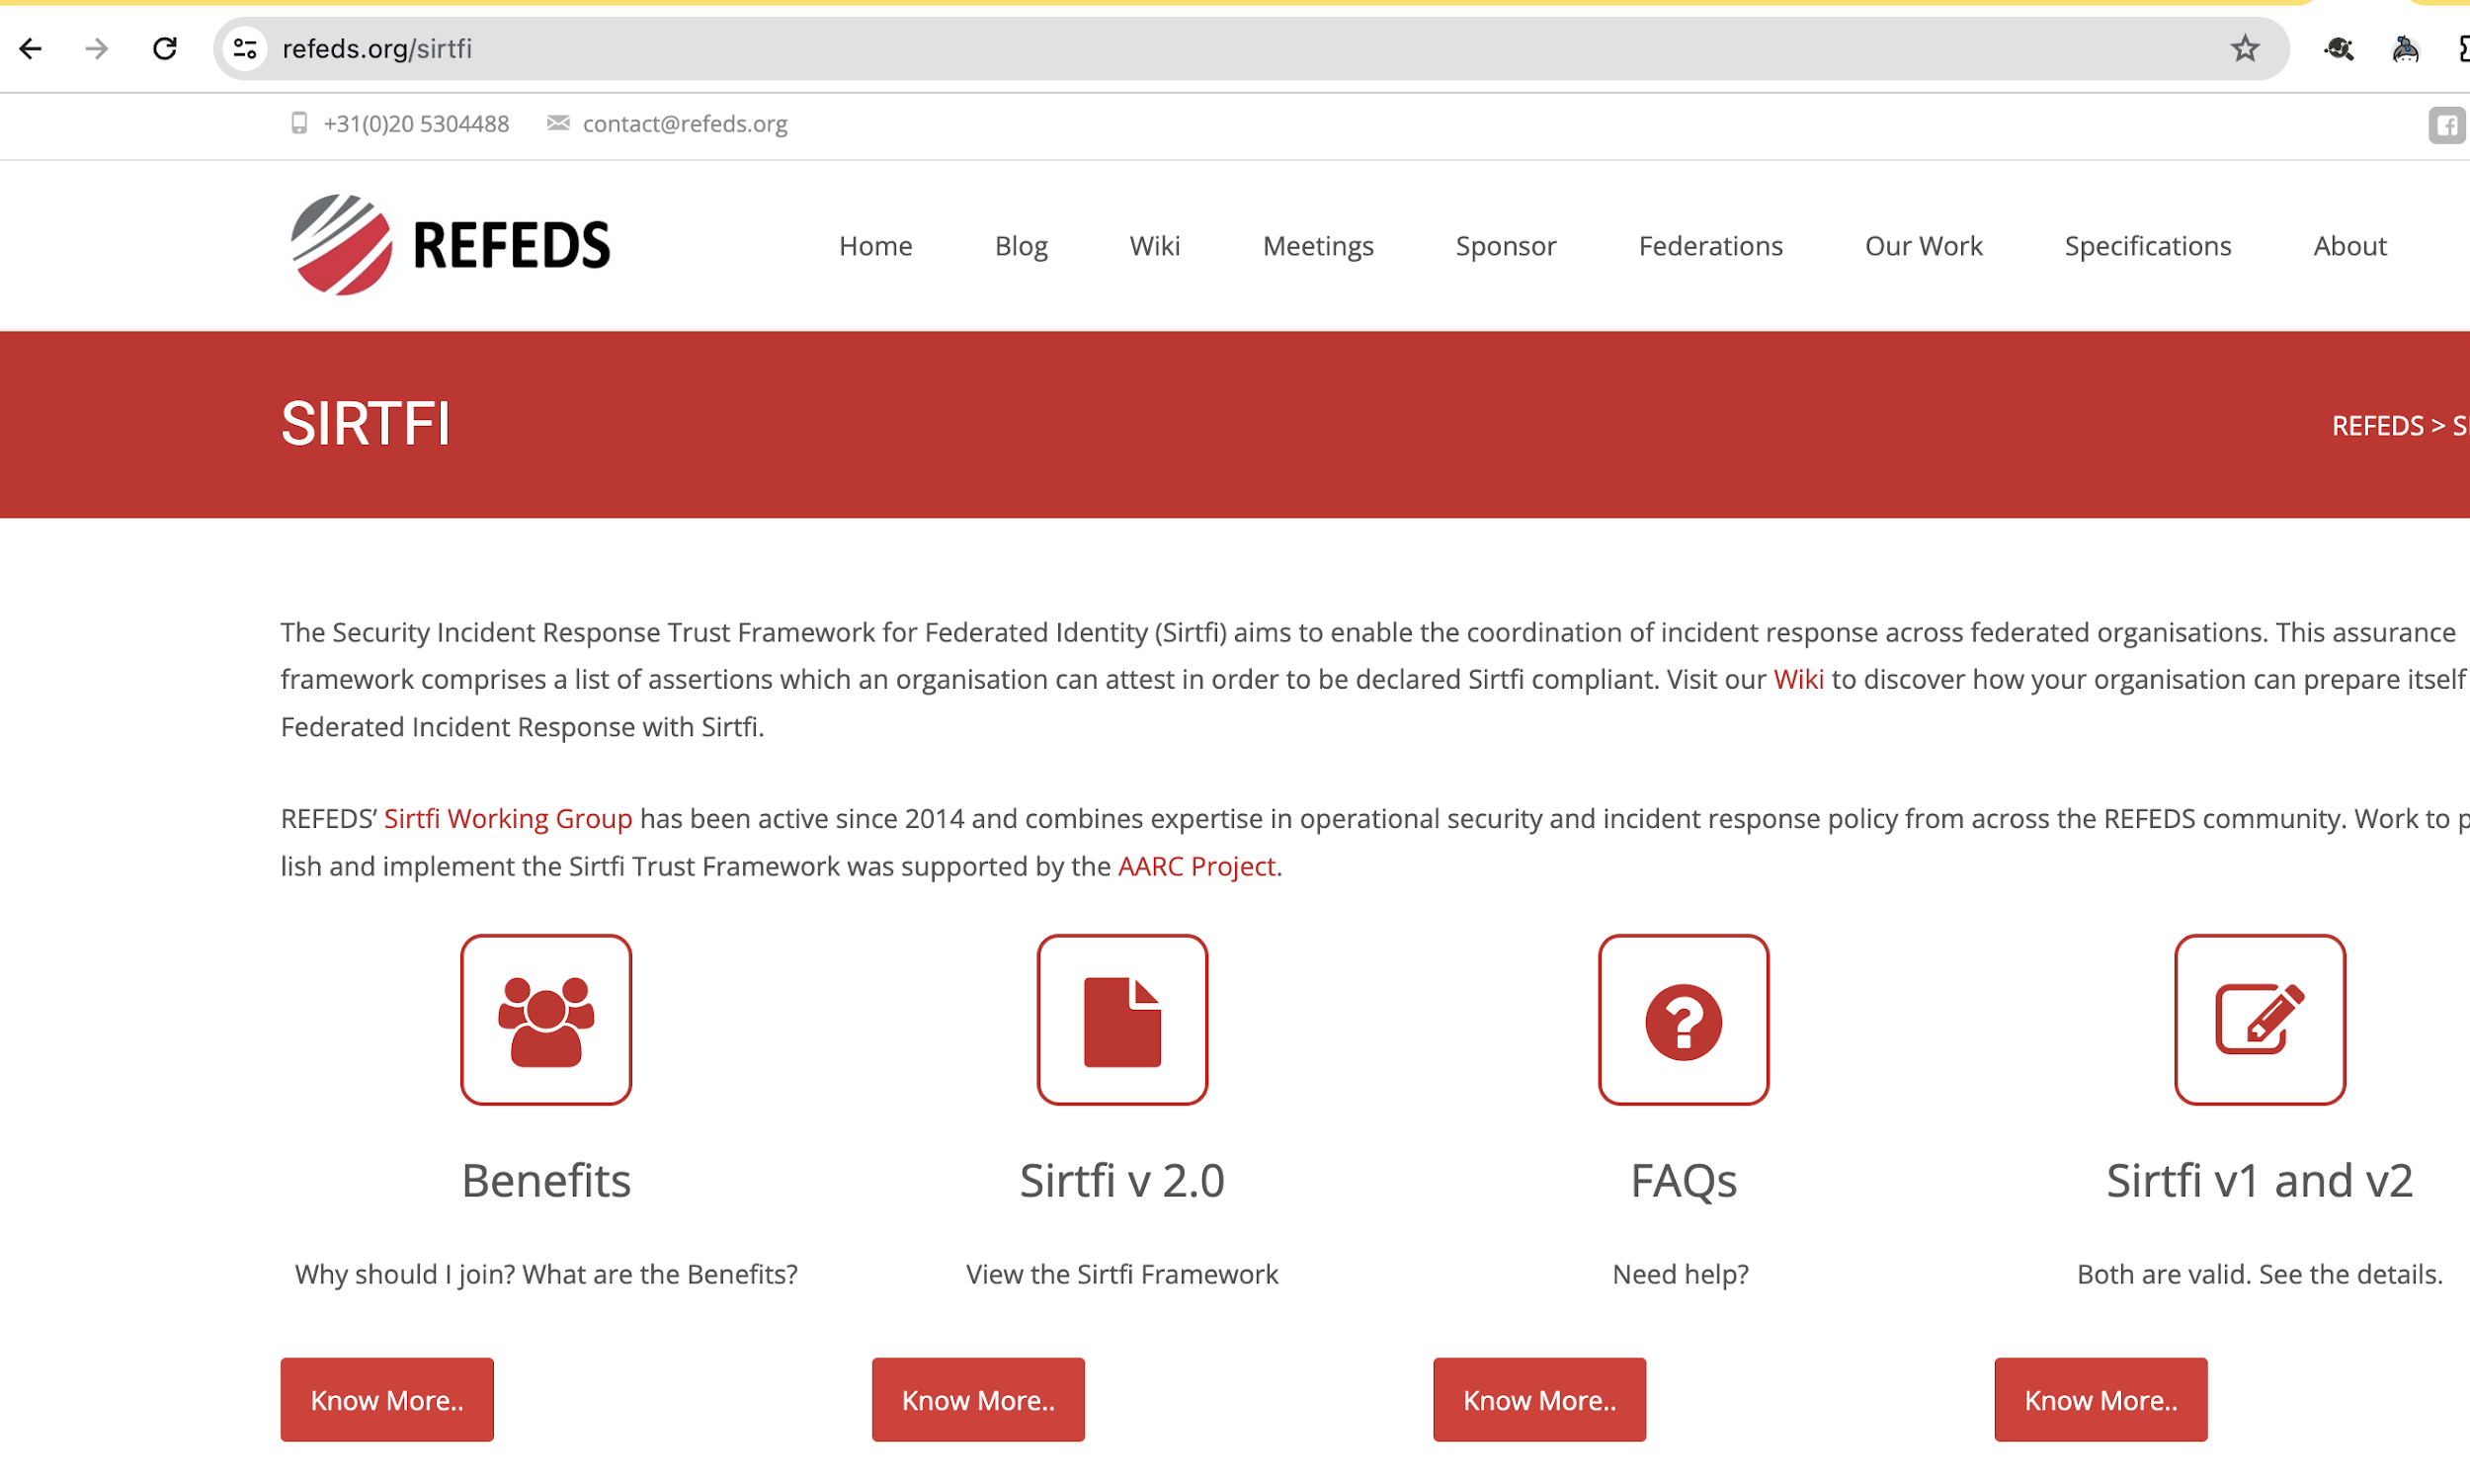 refeds.org/sirtfi
+31(0)20 5304488 contact@refeds.org
REFEDS Home Blog Wiki Meetings Sponsor Federations Our Work Specifications About
SIRTFI
REFEDS >
The Security Incident Response Trust Framework for Federated Identity (Sirtfi) aims to enable the coordination of incident response across federated organisations. This assurance
framework comprises a list of assertions which an organisation can attest in order to be declared Sirtfi compliant. Visit our Wiki to discover how your organisation can prepare itself
Federated Incident Response with Sirtfi.
REFEDS’ Sirtfi Working Group has been active since 2014 and combines expertise in operational security and incident response policy from across the REFEDS community. Work to
lish and implement the Sirtfi Trust Framework was supported by the AARC Project.
Benefits Sirtfi v 2.0 FAQs Sirtfi v1 and v2
Why should I join? What are the Benefits? View the Sirtfi Framework Need help? Both are valid. See the details.
Know More.. Know More.. Know More.. Know More..